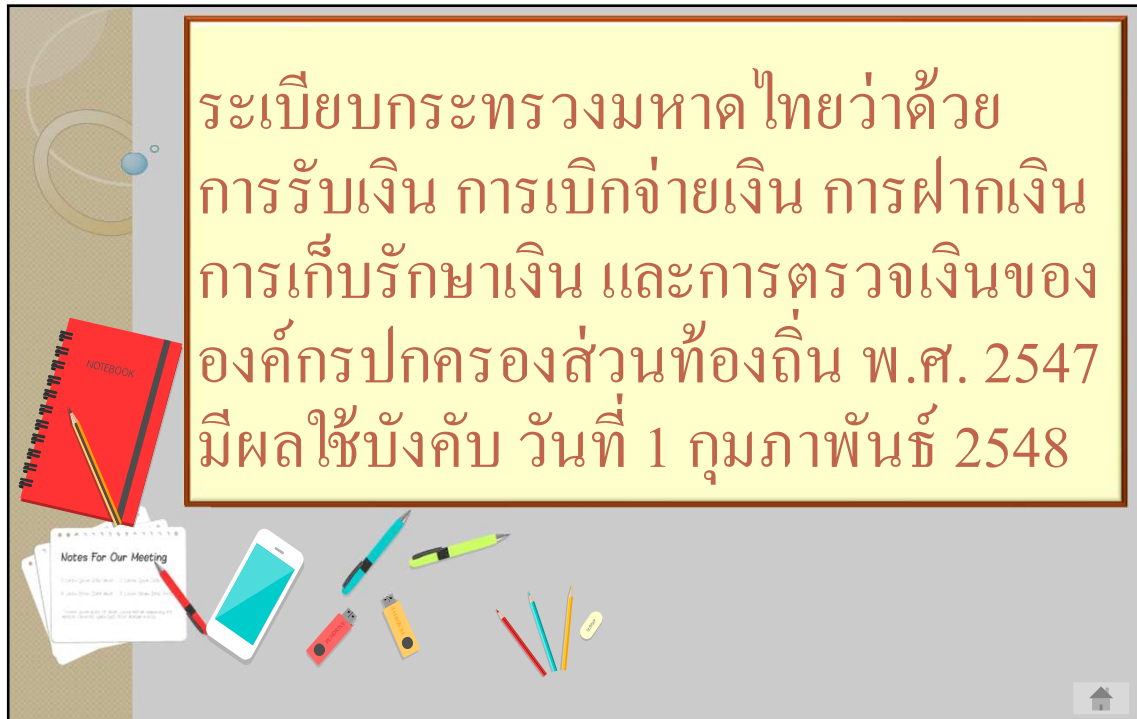 ระเบียบกระทรวงมหาดไทยว่าด้วย
การรับเงิน การเบิกจ่ายเงิน การฝากเงิน
การเก็บรักษาเงิน และการตรวจเงินของ
องค์กรปกครองส่วนท้องถิ่น พ.ศ. 2547
มีผลใช้บังคับ วันที่ 1 กุมภาพันธ์ 2548
NOTEBOOK
Notes For Our Meeting